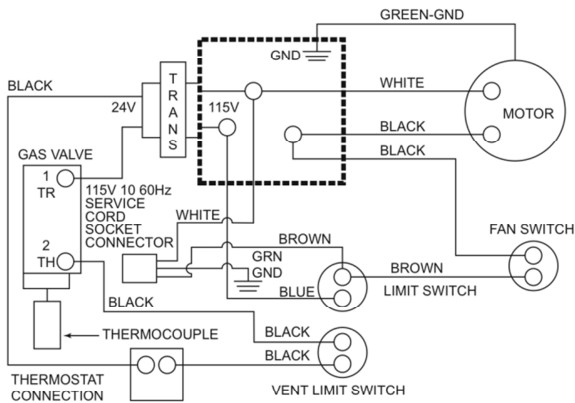 GREEN-GND
GND
BLACK
TRANS
24V
115V
WHITE
MOTOR
BLACK
BLACK
GAS VALVE
1
TR
2
TH
115V 10 60Hz
SERVICE
CORD
SOCKET
CONNECTOR
WHITE
FAN SWITCH
BROWN
GRN
GND
BROWN
BLUE
LIMIT SWITCH
BLACK
THERMOCOUPLE
BLACK
BLACK
THERMOSTAT
CONNECTION
VENT LIMIT SWITCH